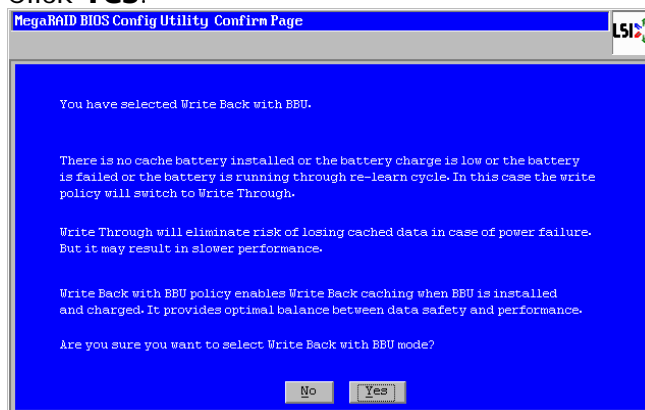 Click YES.
MegaRAID BIOS Config Utility Confirm Page
LSI
You have selected Write Back with BBU.
There is no cache battery installed or the battery charge is low or the battery
is failed or the battery is running through re-learn cycle. In this case the write
policy will switch to Write Through.
Write Through will eliminate risk of losing cached data in case of power failure.
But it may result in slower performance.
Write Back with BBU policy enables Write Back caching when BBU is installed
and charged. It provides optimal balance between data safety and performance.
Are you sure you want to select Write Back with BBU mode?
No Yes